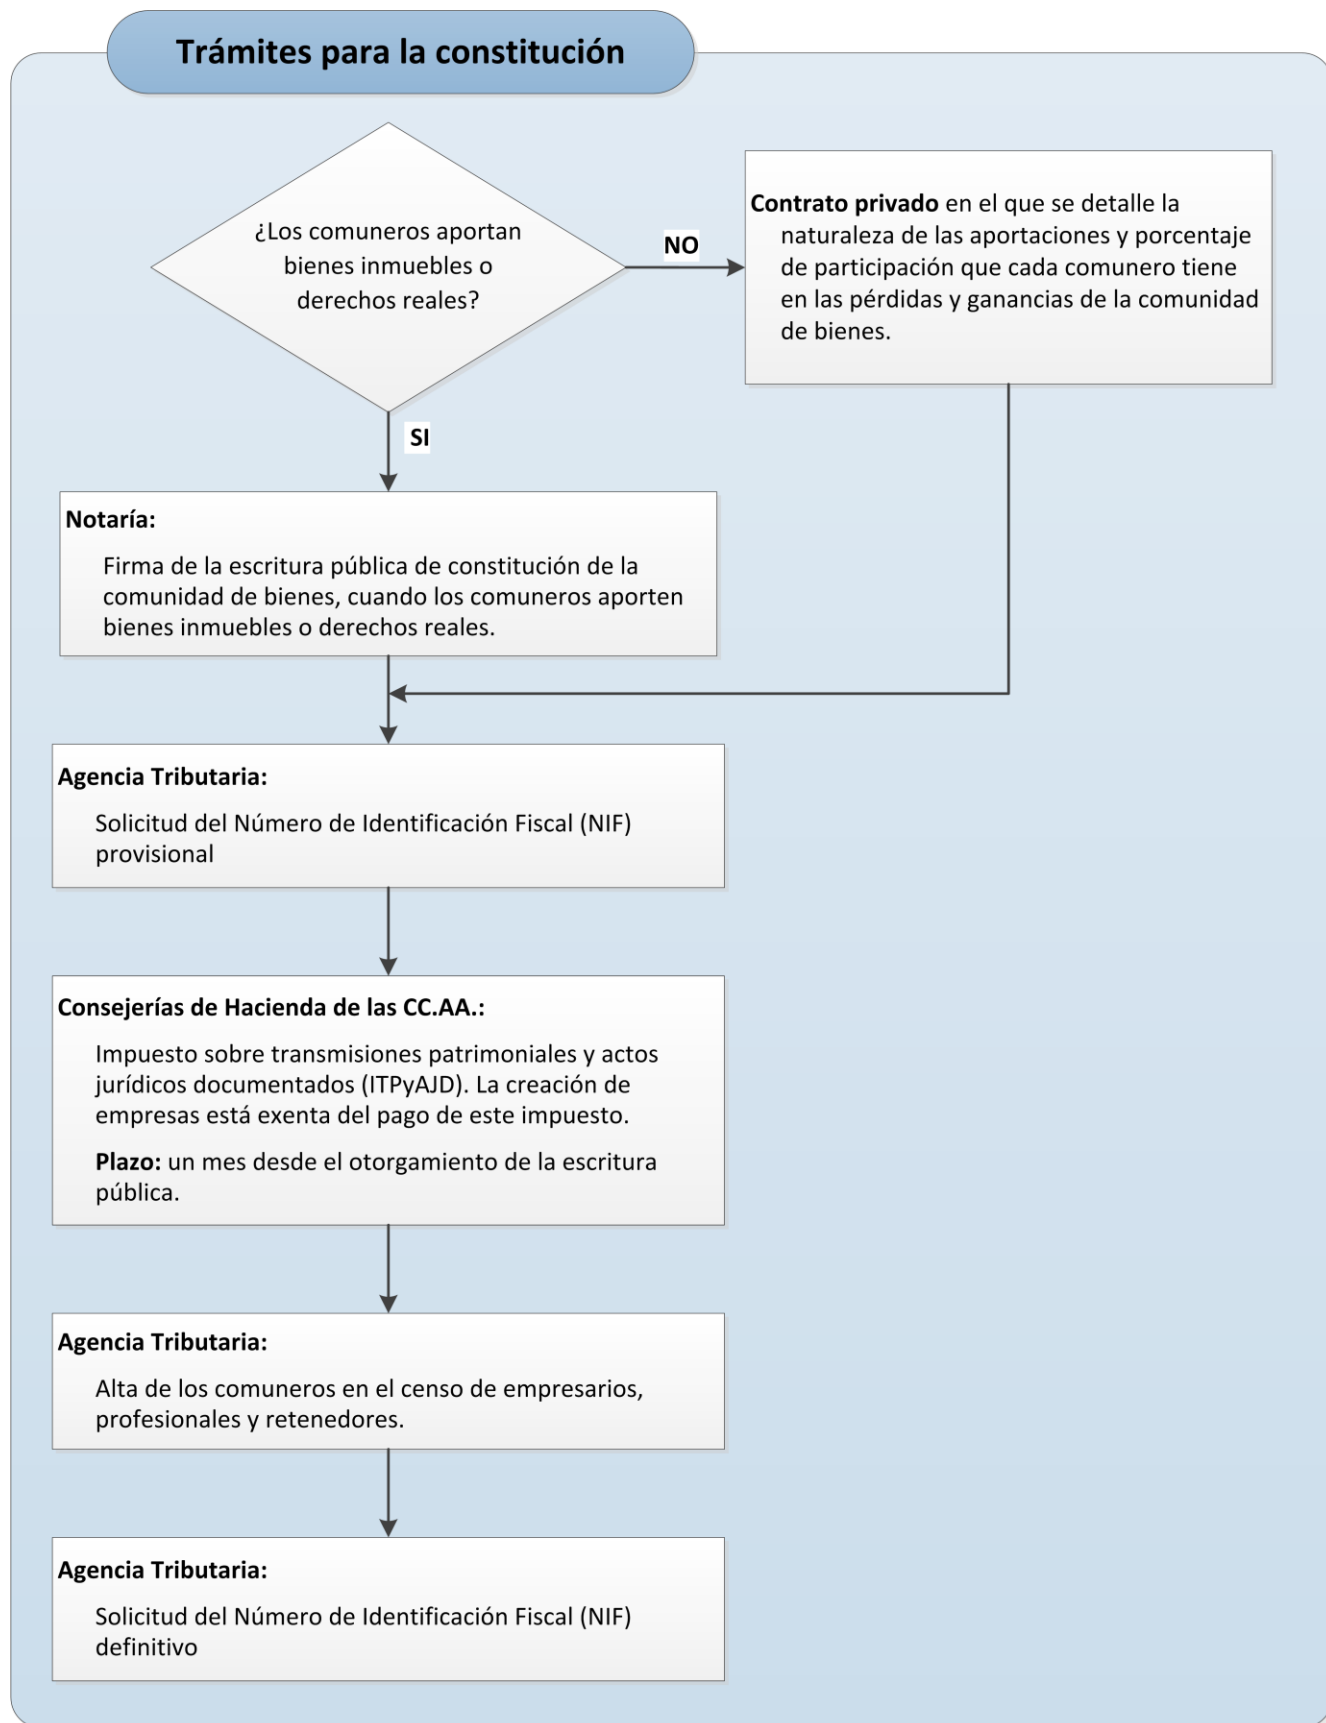 Trámites para la constitución
¿Los comuneros aportan
bienes inmuebles o
derechos reales?
NO
Contrato privado en el que se detalle la
naturaleza de las aportaciones y porcentaje
de participación que cada comunero tiene
en las pérdidas y ganancias de la comunidad
de bienes.
SI
Notaría:
Firma de la escritura pública de constitución de la
comunidad de bienes, cuando los comuneros aporten
bienes inmuebles o derechos reales.
Agencia Tributaria:
Solicitud del Número de Identificación Fiscal (NIF)
provisional
Consejerías de Hacienda de las CC.AA.:
Impuesto sobre transmisiones patrimoniales y actos
jurídicos documentados (ITPyAJD). La creación de
empresas está exenta del pago de este impuesto.
Plazo: un mes desde el otorgamiento de la escritura
pública.
Agencia Tributaria:
Alta de los comuneros en el censo de empresarios,
profesionales y retenedores.
Agencia Tributaria:
Solicitud del Número de Identificación Fiscal (NIF)
definitivo